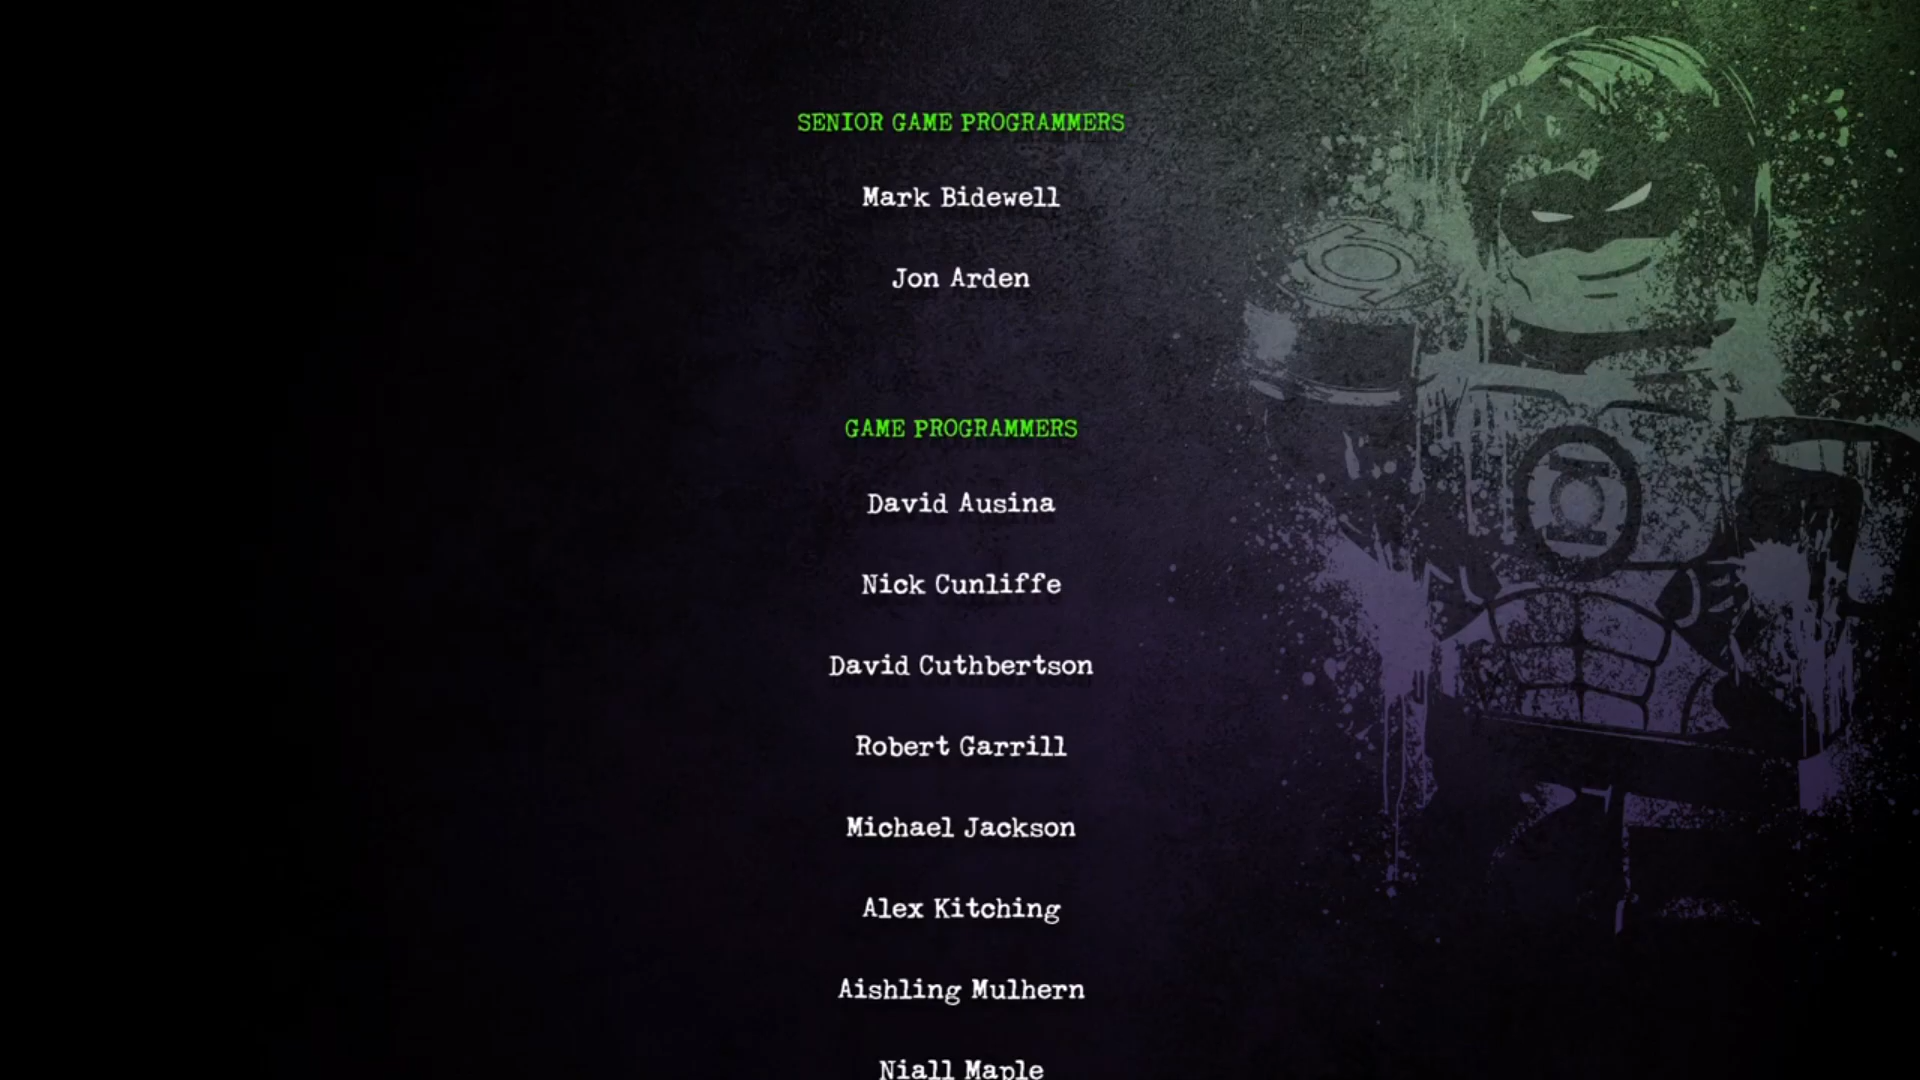 SENIOR GAME PROGRAMMERS
Mark Bidewell
Jon Arden
GAME PROGRAMMERS
David Ausina
Nick Cunliffe
David Cuthbertson
Robert Garrill
Michael Jackson
Alex Kitching
Aishling Mulhern
Niall Maple